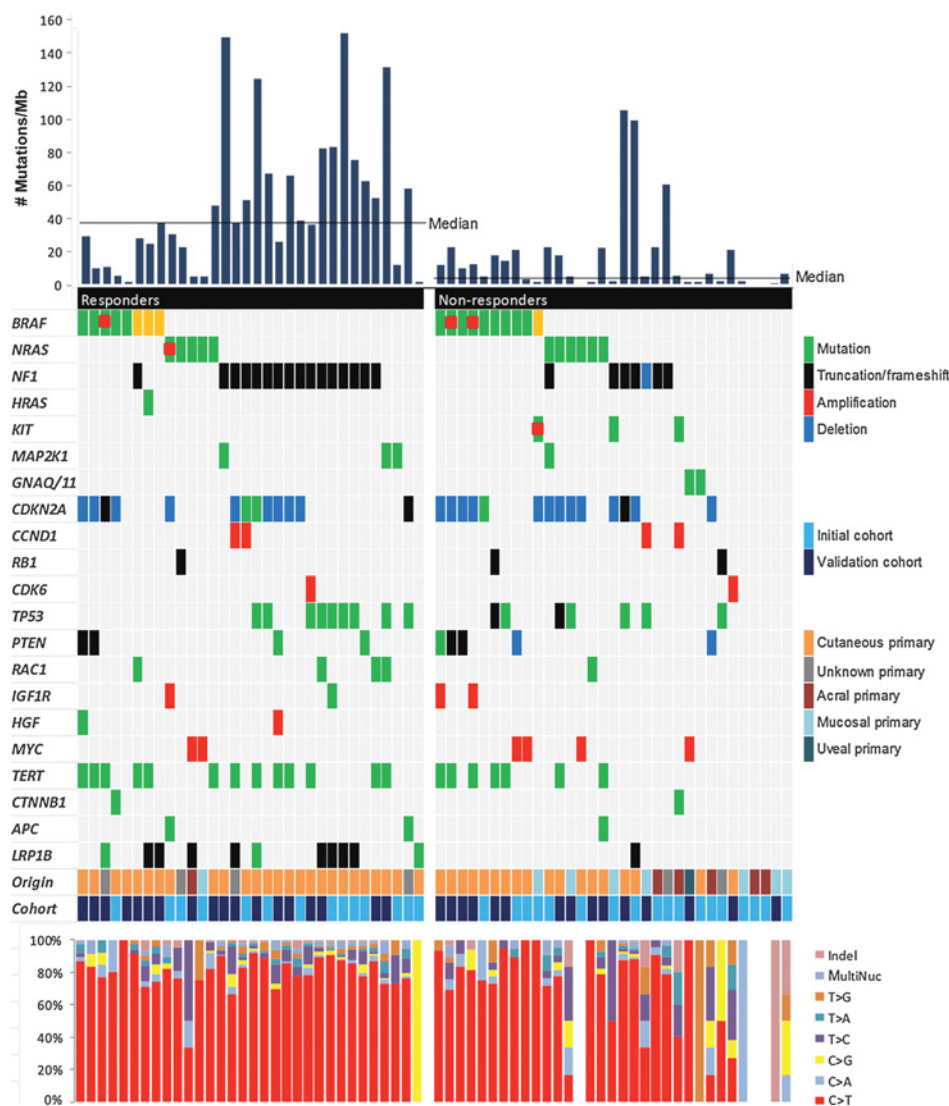 160
140
120
100
80
60
40
20
0
# Mutations/Mb
Median
Median
Responders
Non-responders
BRAF
NRAS
NF1
HRAS
KIT
MAP2K1
GNAQ/11
CDKN2A
CCND1
RB1
CDK6
TP53
PTEN
RAC1
IGF1R
HGF
MYC
TERT
CTNNB1
APC
LRP1B
Origin
Cohort
Mutation
Truncation/frameshift
Amplification
Deletion
Initial cohort
Validation cohort
Cutaneous primary
Unknown primary
Acral primary
Mucosal primary
Uveal primary
100%
80%
60%
40%
20%
0%
Indel
MultiNuc
T>G
T>A
T>C
C>G
C>A
C>T